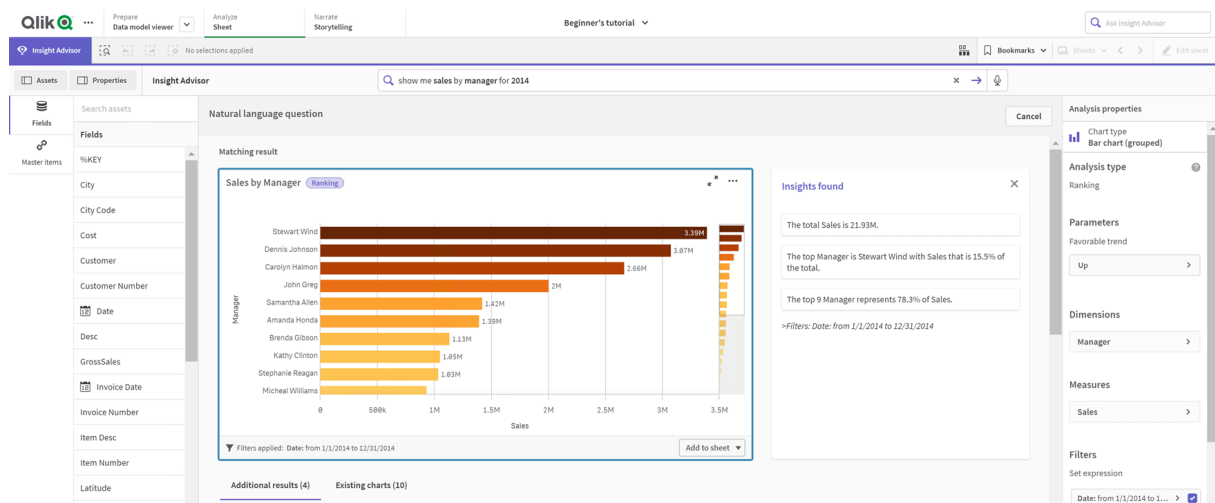 Qlik
Prepare
Data model viewer
Analyze
Sheet
Narrate
Storytelling
Beginner's tutorial
Ask Insight Advisor
Insight Advisor
No selections applied
Bookmarks
Sheets
Edit sheet
Assets
Properties
Insight Advisor
show me sales by manager for 2014
Fields
Master items
Search assets
Fields
%KEY
City
City Code
Cost
Customer
Customer Number
Date
Desc
GrossSales
Invoice Date
Invoice Number
Item Desc
Item Number
Latitude
Natural language question
Cancel
Matching result
Sales by Manager
Ranking
Manager
Stewart Wind
3.39M
Dennis Johnson
3.07M
Carolyn Halmon
2.66M
John Greg
2M
Samantha Allen
1.42M
Amanda Honda
1.39M
Brenda Gibson
1.13M
Kathy Clinton
1.05M
Stephanie Reagan
1.03M
Micheal Williams
0 500k 1M 1.5M 2M 2.5M 3M 3.5M
Sales
Filters applied: Date: from 1/1/2014 to 12/31/2014
Add to sheet
Additional results (4)
Existing charts (10)
Insights found
The total Sales is 21.93M.
The top Manager is Stewart Wind with Sales that is 15.5% of
the total.
The top 9 Manager represents 78.3% of Sales.
>Filters: Date: from 1/1/2014 to 12/31/2014
Analysis properties
Chart type
Bar chart (grouped)
Analysis type
Ranking
Parameters
Favorable trend
Up
Dimensions
Manager
Measures
Sales
Filters
Set expression
Date: from 1/1/2014 to 1...